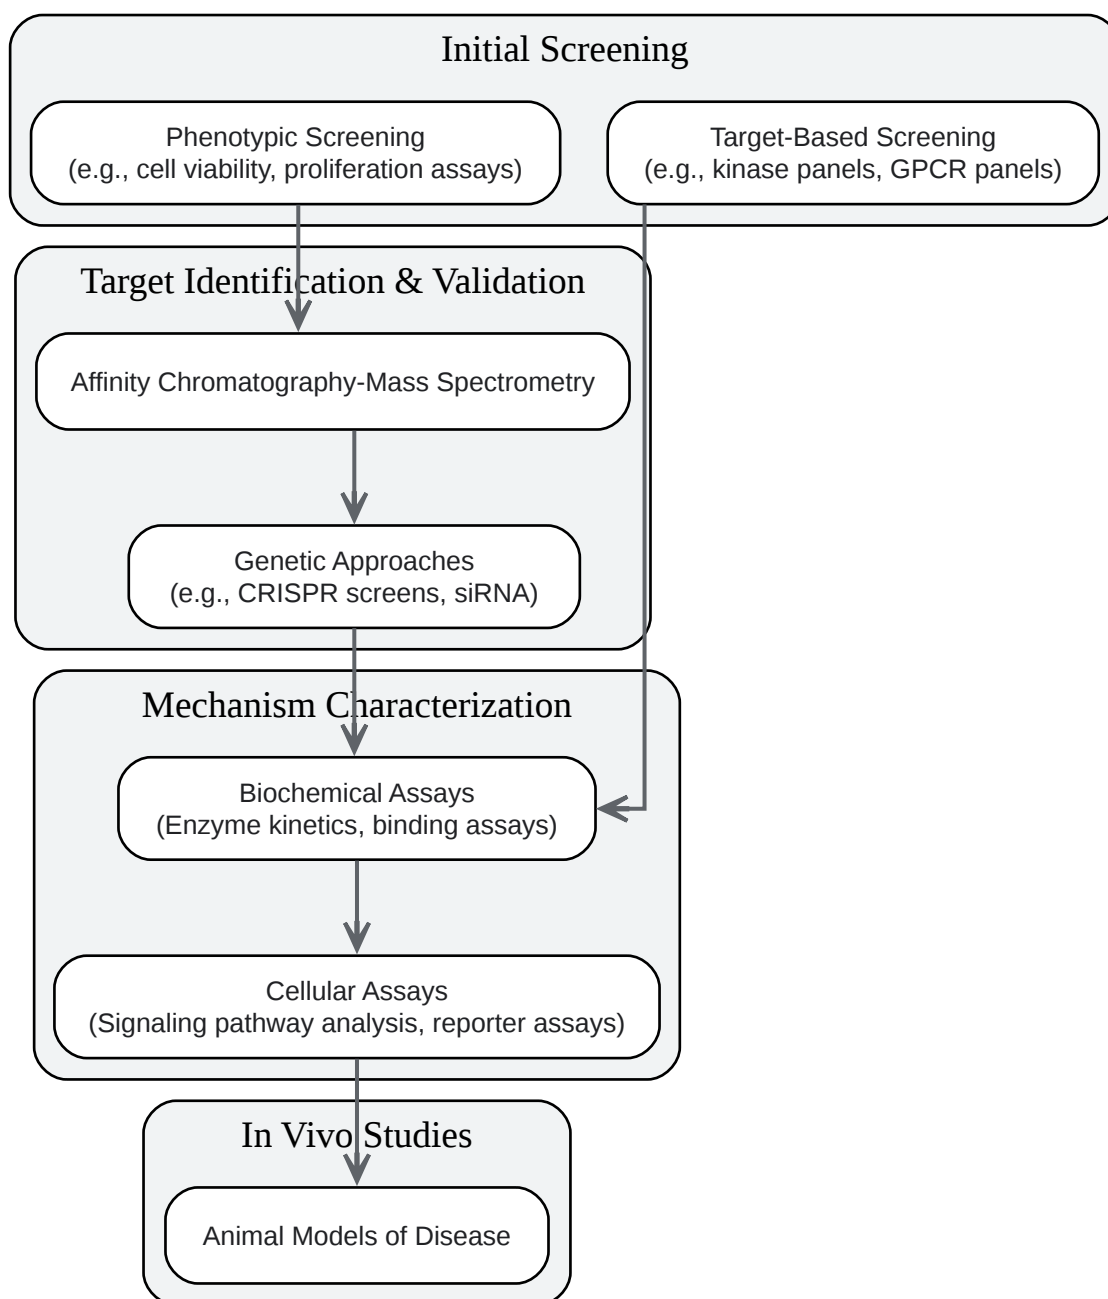 Initial Screening
Phenotypic Screening
(e.g., cell viability, proliferation assays)
Target-Based Screening
(e.g., kinase panels, GPCR panels)
Target Identification & Validation
Affinity Chromatography-Mass Spectrometry
Genetic Approaches
(e.g., CRISPR screens, siRNA)
Mechanism Characterization
Biochemical Assays
(Enzyme kinetics, binding assays)
Cellular Assays
(Signaling pathway analysis, reporter assays)
In Vivo Studies
Animal Models of Disease